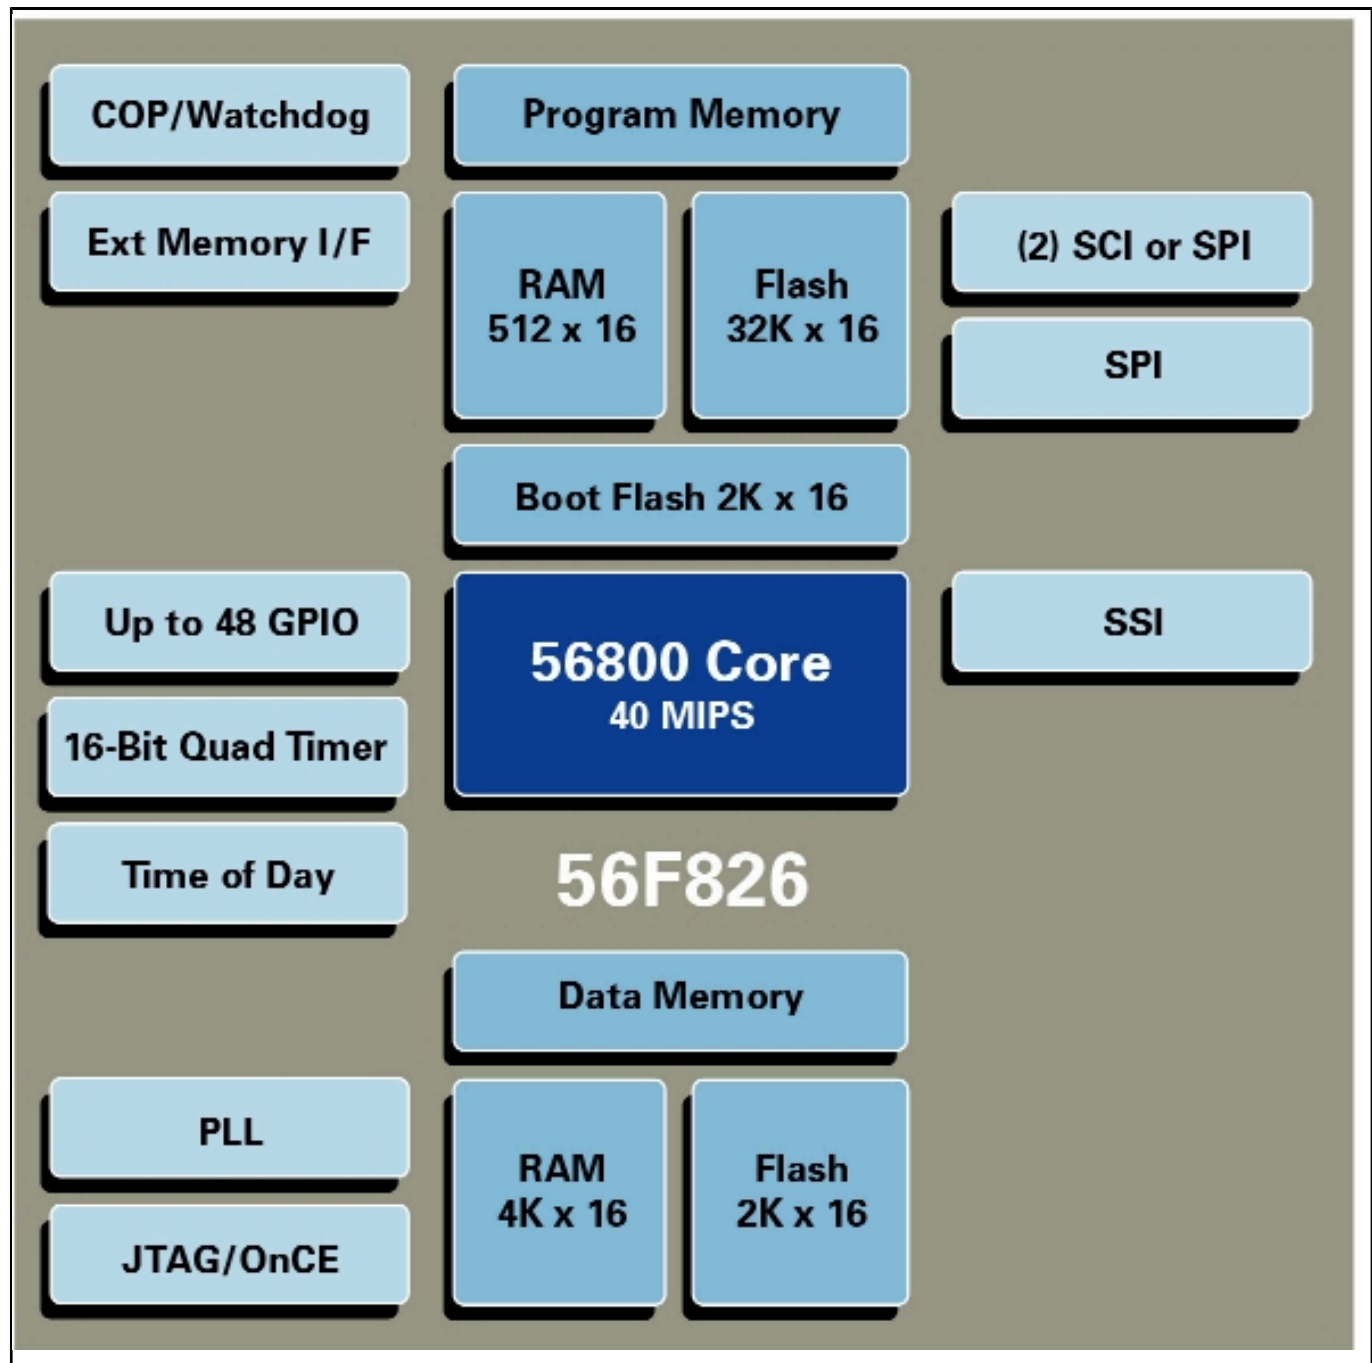 COP/Watchdog
Program Memory
Ext Memory I/F
RAM
512 x 16
Flash
32K x 16
(2) SCI or SPI
SPI
Boot Flash 2K x 16
Up to 48 GPIO
56800 Core
40 MIPS
SSI
16-Bit Quad Timer
Time of Day
56F826
Data Memory
PLL
RAM
4K x 16
Flash
2K x 16
JTAG/OnCE